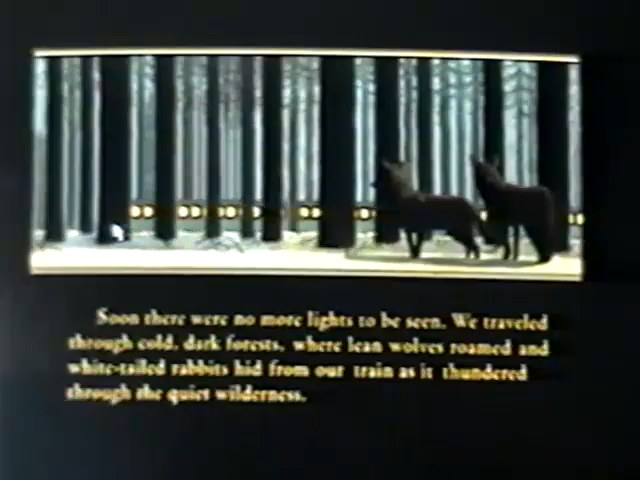 Soon there were no more lights to be seen. We traveled
through cold, dark forests, where lean wolves roamed and
white-tailed rabbits hid from our train as it thundered
through the quiet wilderness.